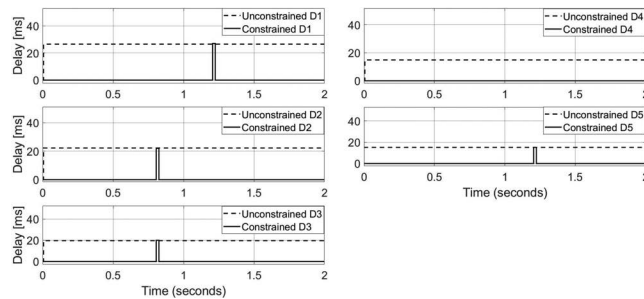 Unconstrained D1
Constrained D1
Delay [ms]
40
20
0
0 0.5 1 1.5 2
Unconstrained D4
Constrained D4
40
20
0
0 0.5 1 1.5 2
Unconstrained D2
Constrained D2
Delay [ms]
40
20
0
0 0.5 1 1.5 2
Unconstrained D5
Constrained D5
40
20
0
0 0.5 1 1.5 2
Time (seconds)
Unconstrained D3
Constrained D3
Delay [ms]
40
20
0
0 0.5 1 1.5 2
Time (seconds)